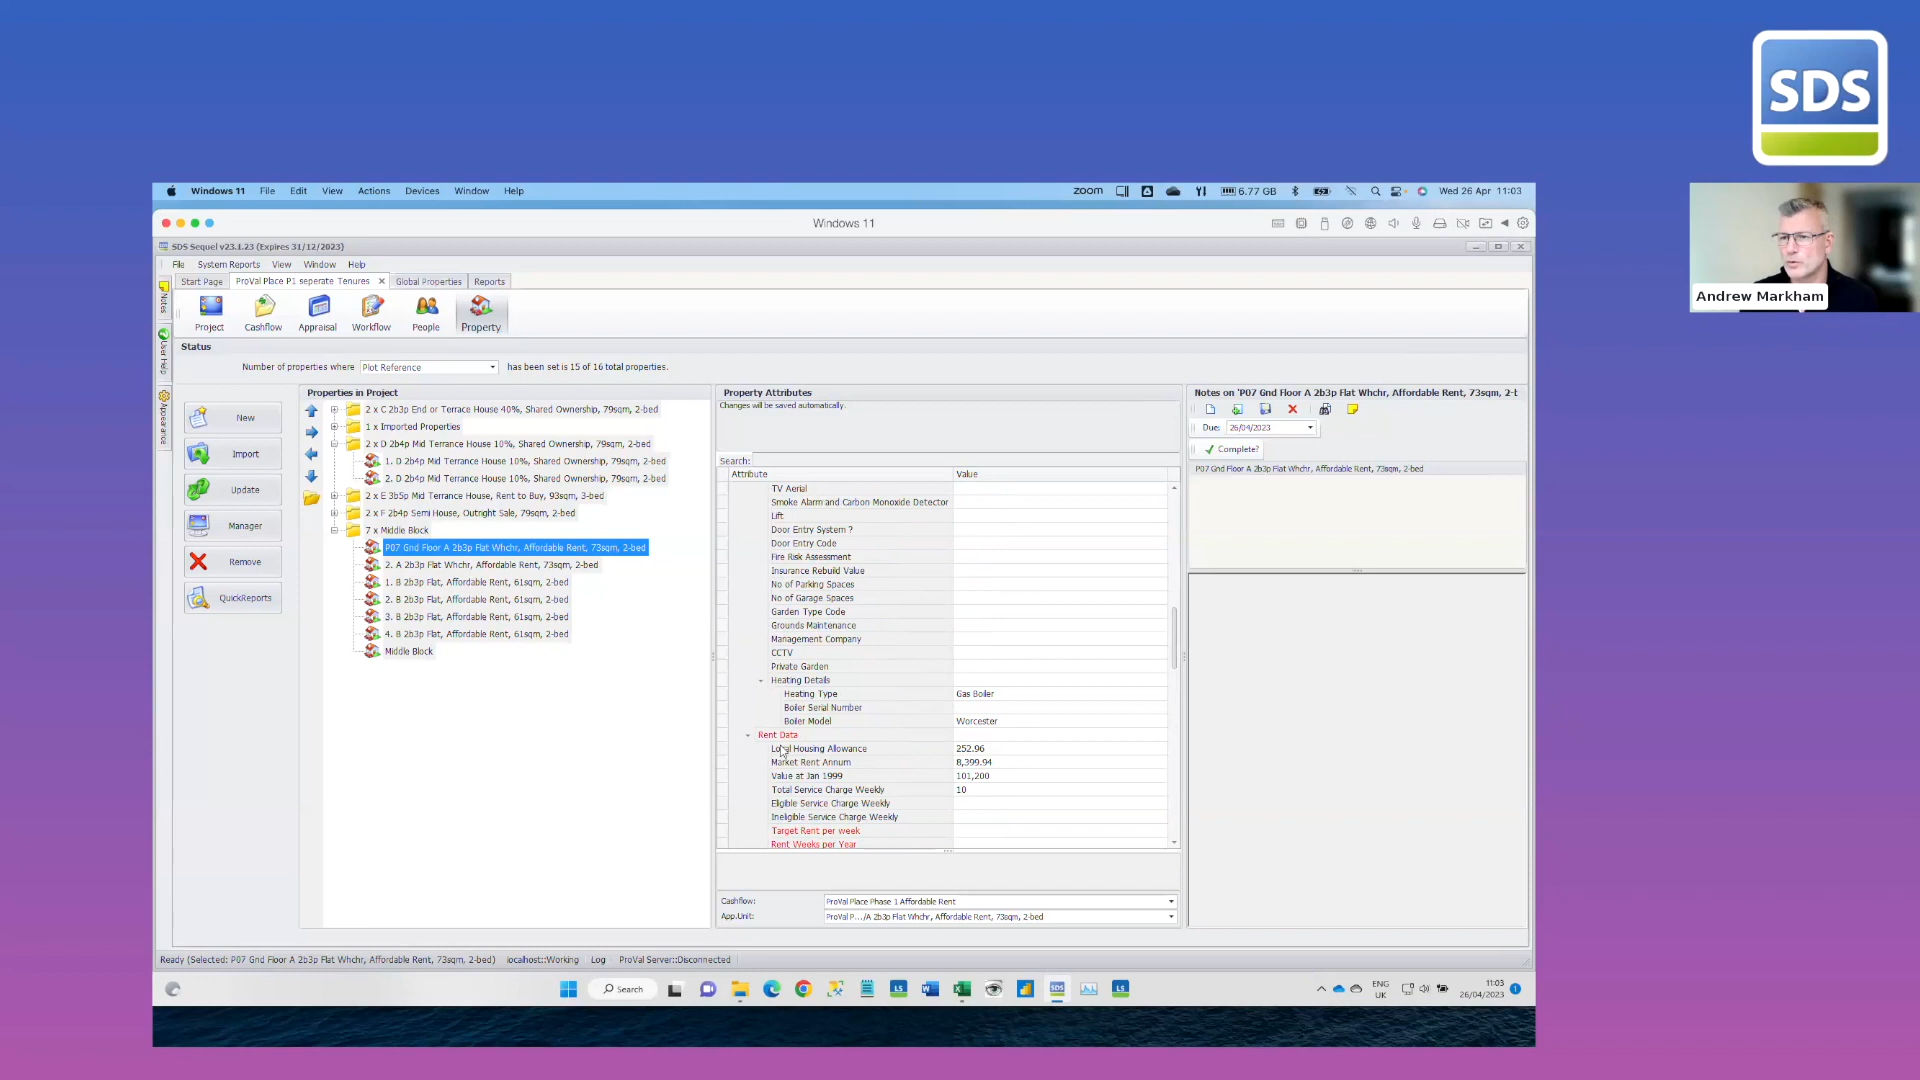 SDS
Andrew Markham
Windows 11 File Edit View Actions Devices Window Help
zoom 6.77 GB Wed 26 Apr 11:03
Windows 11
SDS Sequel v23.1.23 (Expires 31/12/2023)
File System Reports View Window Help
Start Page ProVal Place P1 seperate Tenures Global Properties Reports
Project Cashflow Appraisal Workflow People Property
Notes
User Help
Appearance
Status
Number of properties where Plot Reference has been set is 15 of 16 total properties.
New
Import
Update
Manager
Remove
QuickReports
Properties in Project
2 x C 2b3p End or Terrace House 40%, Shared Ownership, 79sqm, 2-bed
1 x Imported Properties
2 x D 2b4p Mid Terrance House 10%, Shared Ownership, 79sqm, 2-bed
1. D 2b4p Mid Terrance House 10%, Shared Ownership, 79sqm, 2-bed
2. D 2b4p Mid Terrance House 10%, Shared Ownership, 79sqm, 2-bed
2 x E 3b5p Mid Terrance House, Rent to Buy, 93sqm, 3-bed
2 x F 2b4p Semi House, Outright Sale, 79sqm, 2-bed
7 x Middle Block
P07 Gnd Floor A 2b3p Flat Whchr, Affordable Rent, 73sqm, 2-bed
2. A 2b3p Flat Whchr, Affordable Rent, 73sqm, 2-bed
1. B 2b3p Flat, Affordable Rent, 61sqm, 2-bed
2. B 2b3p Flat, Affordable Rent, 61sqm, 2-bed
3. B 2b3p Flat, Affordable Rent, 61sqm, 2-bed
4. B 2b3p Flat, Affordable Rent, 61sqm, 2-bed
Middle Block
Property Attributes
Changes will be saved automatically.
Search:
Attribute Value
TV Aerial
Smoke Alarm and Carbon Monoxide Detector
Lift
Door Entry System ?
Door Entry Code
Fire Risk Assessment
Insurance Rebuild Value
No of Parking Spaces
No of Garage Spaces
Garden Type Code
Grounds Maintenance
Management Company
CCTV
Private Garden
Heating Details
Heating Type Gas Boiler
Boiler Serial Number
Boiler Model Worcester
Rent Data
Local Housing Allowance 252.96
Market Rent Annum 8,399.94
Value at Jan 1999 101,200
Total Service Charge Weekly 10
Eligible Service Charge Weekly
Ineligible Service Charge Weekly
Target Rent per week
Rent Weeks per Year
Cashflow: ProVal Place Phase 1 Affordable Rent
App.Unit: ProVal P.../A 2b3p Flat Whchr, Affordable Rent, 73sqm, 2-bed
Notes on 'P07 Gnd Floor A 2b3p Flat Whchr, Affordable Rent, 73sqm, 2-t
Due: 26/04/2023
Complete?
P07 Gnd Floor A 2b3p Flat Whchr, Affordable Rent, 73sqm, 2-bed
Ready (Selected: P07 Gnd Floor A 2b3p Flat Whchr, Affordable Rent, 73sqm, 2-bed) localhost::Working Log ProVal Server::Disconnected
Search
LS
SDS
LS
ENG
UK
11:03
26/04/2023
1